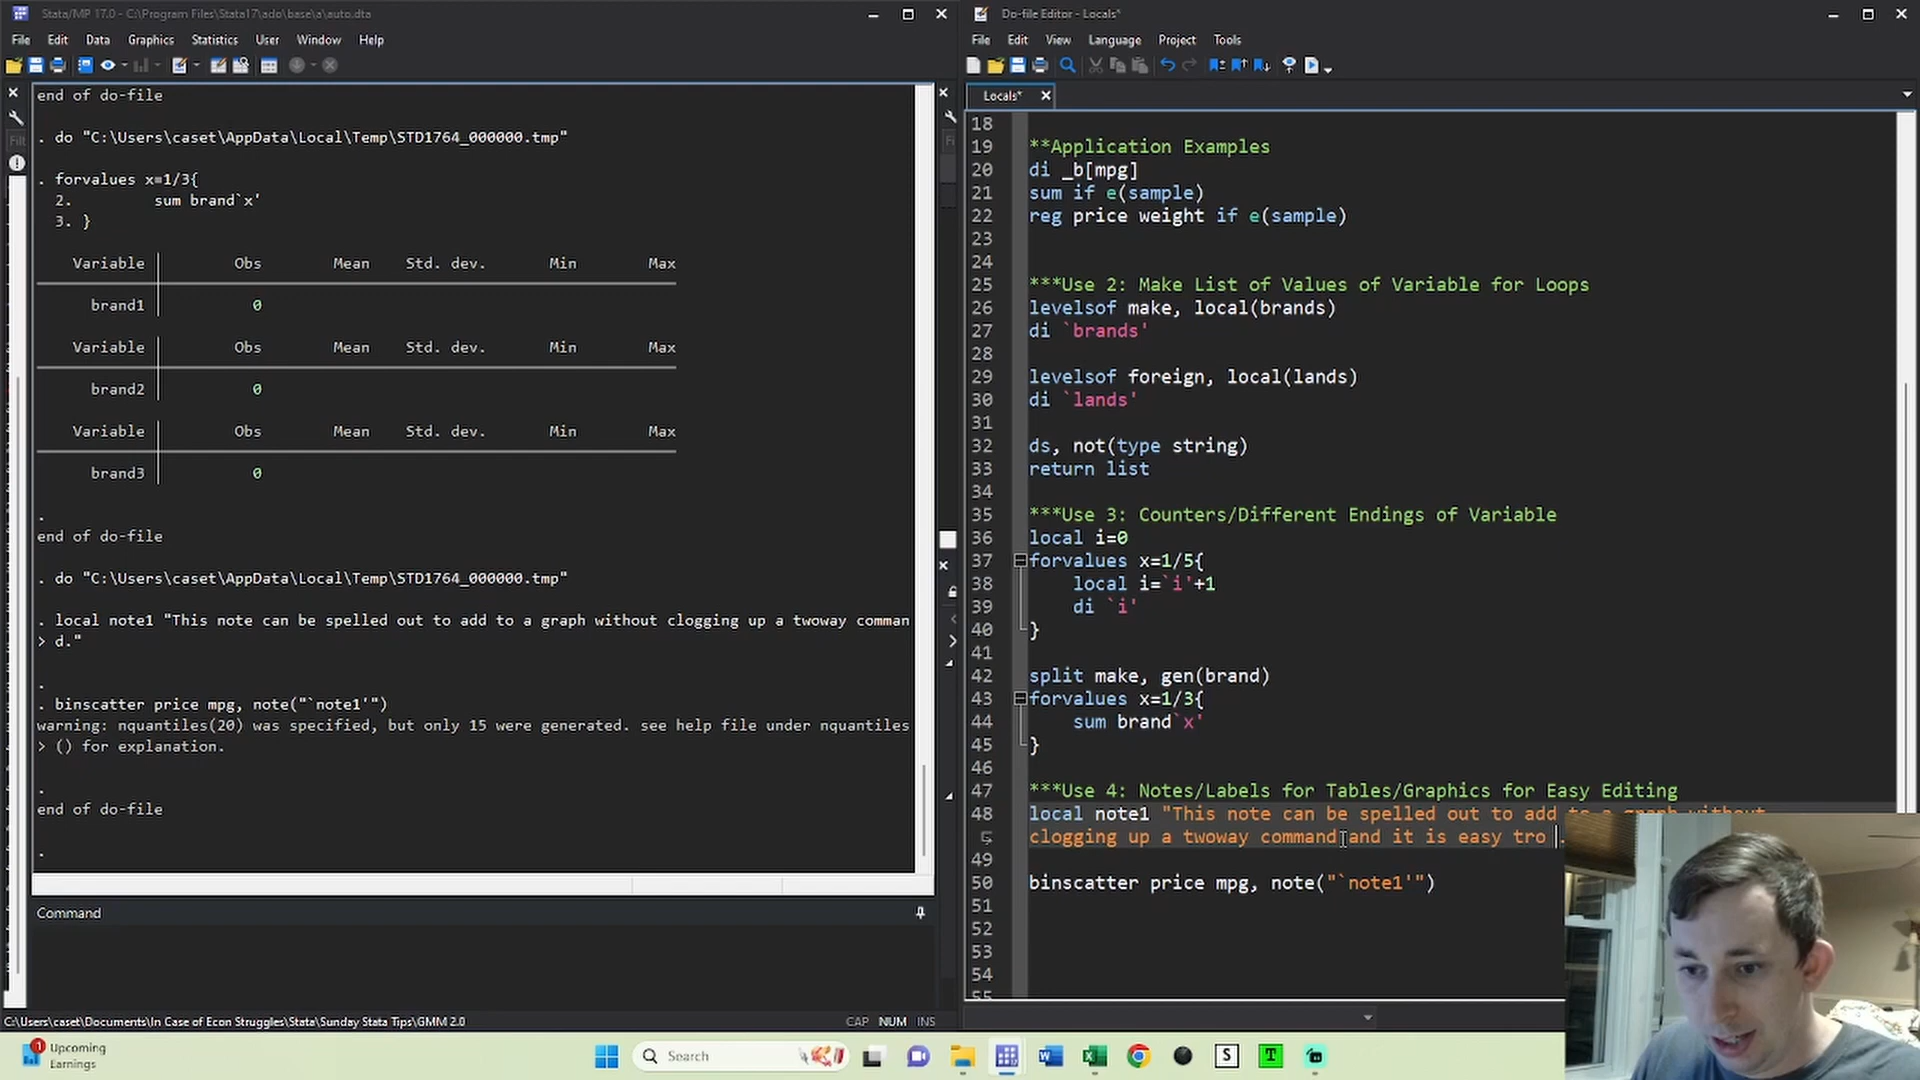 Stata/MP 17.0 - C:\Program Files\Stata17\ado\base\a\auto.dta
File Edit Data Graphics Statistics User Window Help
end of do-file
. do "C:\Users\caset\AppData\Local\Temp\STD1764_000000.tmp"
. forvalues x=1/3{
2. sum brand`x'
3. }
Variable Obs Mean Std. dev. Min Max
brand1 0
Variable Obs Mean Std. dev. Min Max
brand2 0
Variable Obs Mean Std. dev. Min Max
brand3 0
.
end of do-file
. do "C:\Users\caset\AppData\Local\Temp\STD1764_000000.tmp"
. local note1 "This note can be spelled out to add to a graph without clogging up a twoway comman
> d."
.
. binscatter price mpg, note("`note1'")
warning: nquantiles(20) was specified, but only 15 were generated. see help file under nquantiles
> () for explanation.
.
end of do-file
.
Command
C:\Users\caset\Documents\In Case of Econ Struggles\Stata\Sunday Stata Tips\GMM 2.0
CAP NUM INS
Do-file Editor - Locals*
File Edit View Language Project Tools
Locals*
18
19 **Application Examples
20 di _b[mpg]
21 sum if e(sample)
22 reg price weight if e(sample)
23
24
25 ***Use 2: Make List of Values of Variable for Loops
26 levelsof make, local(brands)
27 di `brands'
28
29 levelsof foreign, local(lands)
30 di `lands'
31
32 ds, not(type string)
33 return list
34
35 ***Use 3: Counters/Different Endings of Variable
36 local i=0
37 forvalues x=1/5{
38 local i=`i'+1
39 di `i'
40 }
41
42 split make, gen(brand)
43 forvalues x=1/3{
44 sum brand`x'
45 }
46
47 ***Use 4: Notes/Labels for Tables/Graphics for Easy Editing
48 local note1 "This note can be spelled out to add to a graph without
clogging up a twoway command and it is easy tro .
49
50 binscatter price mpg, note("`note1'")
51
52
53
54
55
1 Upcoming
Earnings
Search